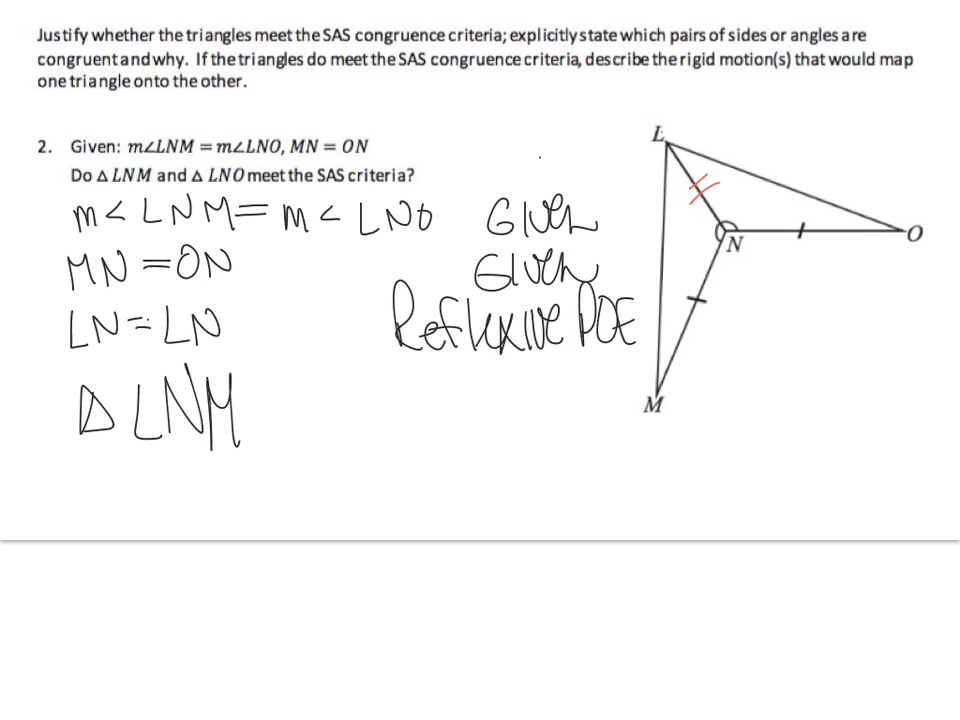 Justify whether the triangles meet the SAS congruence criteria; explicitly state which pairs of sides or angles are
congruent and why. If the triangles do meet the SAS congruence criteria, describe the rigid motion(s) that would map
one triangle onto the other.
2. Given: m∠LNM = m∠LNO, MN = ON
Do △ LNM and △ LNO meet the SAS criteria?
m< LNM = m < LNO Given
MN = ON Given
LN = LN Reflexive POE
△ LNM
L
N
O
M